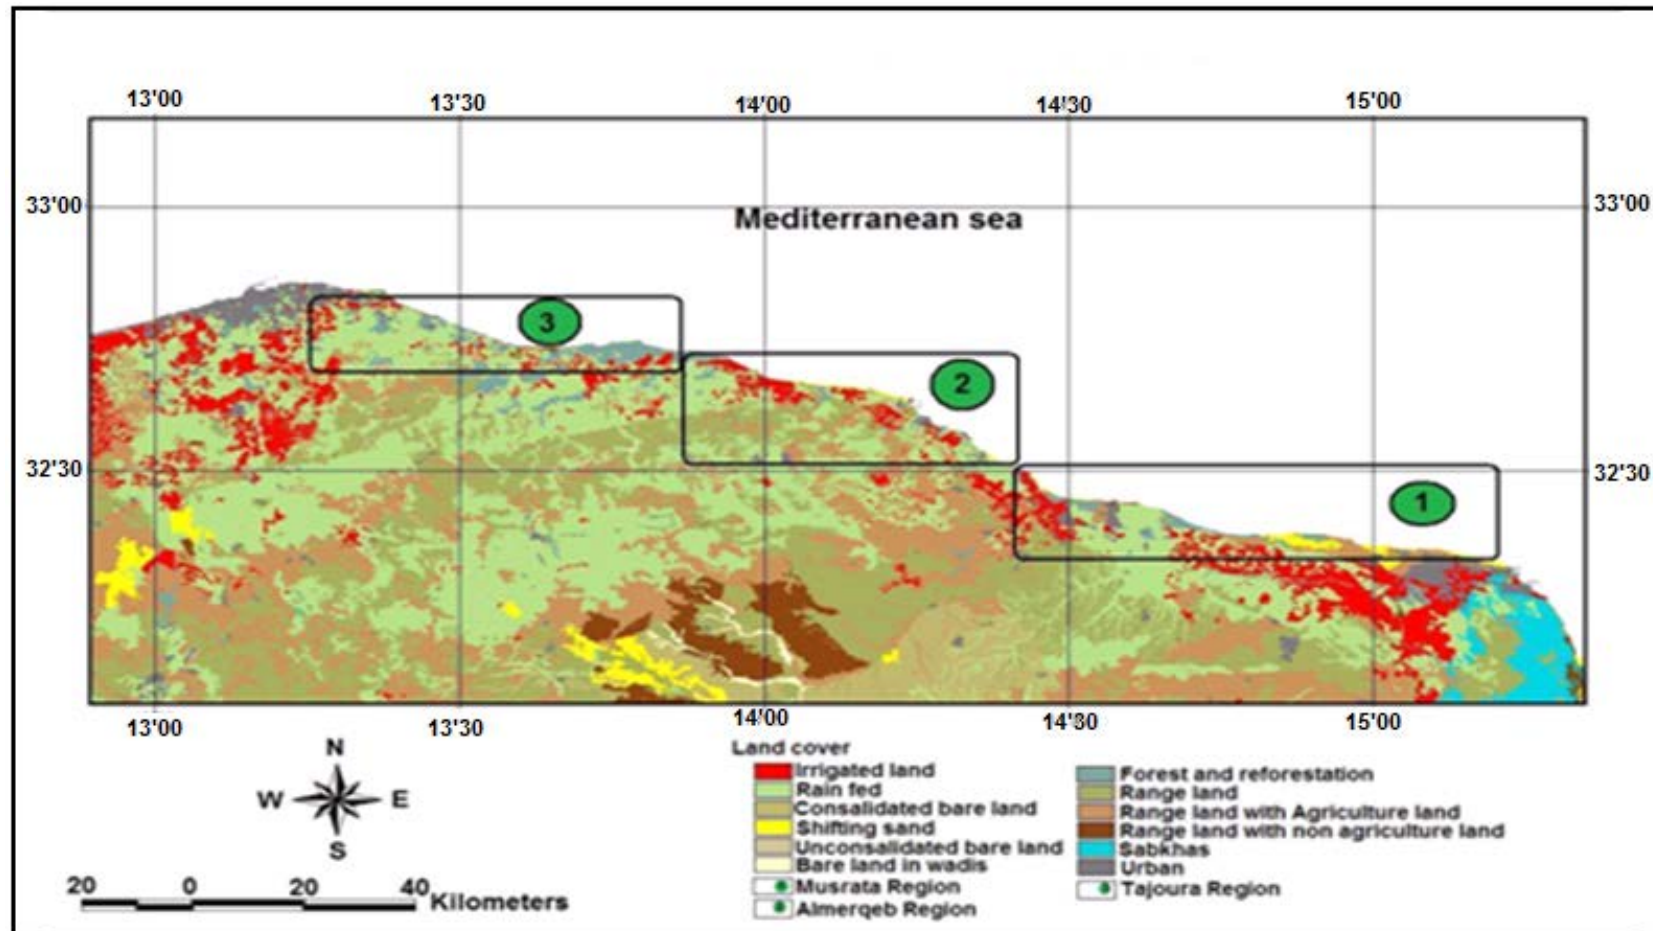 13'00 13'30 14'00 14'30 15'00
33'00 33'00
Mediterranean sea
3
2
32'30 32'30
1
13'00 13'30 14'00 14'30 15'00
Land cover
Irrigated land
Rain fed
Consalidated bare land
Shifting sand
Unconsalidated bare land
Bare land in wadis
Musrata Region
Almerqeb Region
Forest and reforestation
Range land
Range land with Agriculture land
Range land with non agriculture land
Sabkhas
Urban
Tajoura Region
N
W E
S
20 0 20 40 Kilometers